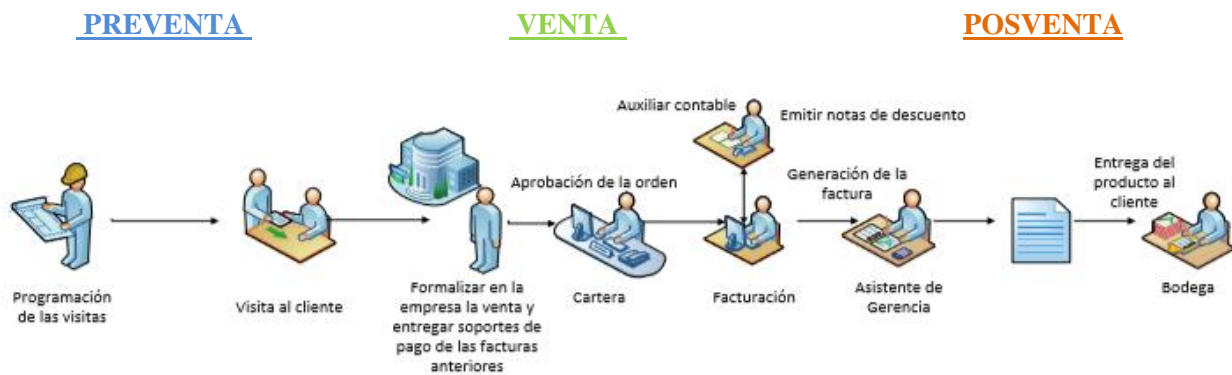 PREVENTA
VENTA
POSVENTA
Programación
de las visitas
Visita al cliente
Formalizar en la
empresa la venta y
entregar soportes de
pago de las facturas
anteriores
Aprobación de la orden
Cartera
Auxiliar contable
Emitir notas de descuento
Facturación
Generación de la
factura
Asistente de
Gerencia
Entrega del
producto al
cliente
Bodega